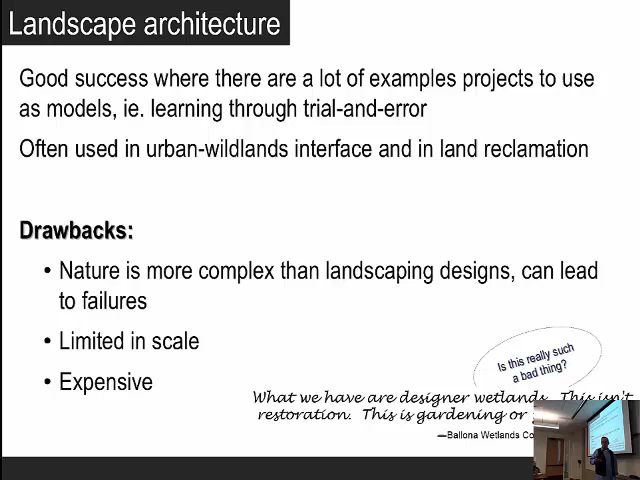 Landscape architecture
Good success where there are a lot of examples projects to use
as models, ie. learning through trial-and-error
Often used in urban-wildlands interface and in land reclamation
Drawbacks:
• Nature is more complex than landscaping designs, can lead
to failures
• Limited in scale
• Expensive
Is this really such
a bad thing?
What we have are designer wetlands. This isn't
restoration. This is gardening or
—Ballona Wetlands